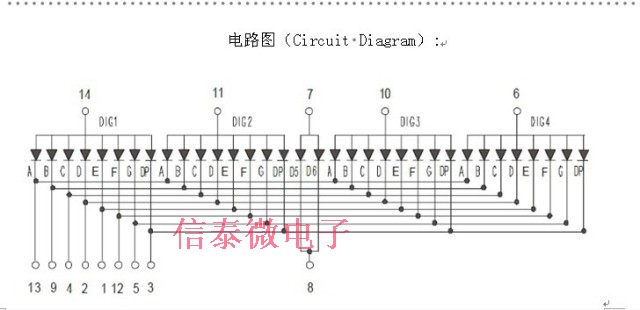 电路图（Circuit Diagram）:
14 11 7 10 6
DIG1 DIG2 DIG3 DIG4
A B C D E F G DP A B C D E F G DP D5 D6 A B C D E F G DP A B C D E F G DP
信泰微电子
13 9 4 2 1 12 5 3 8